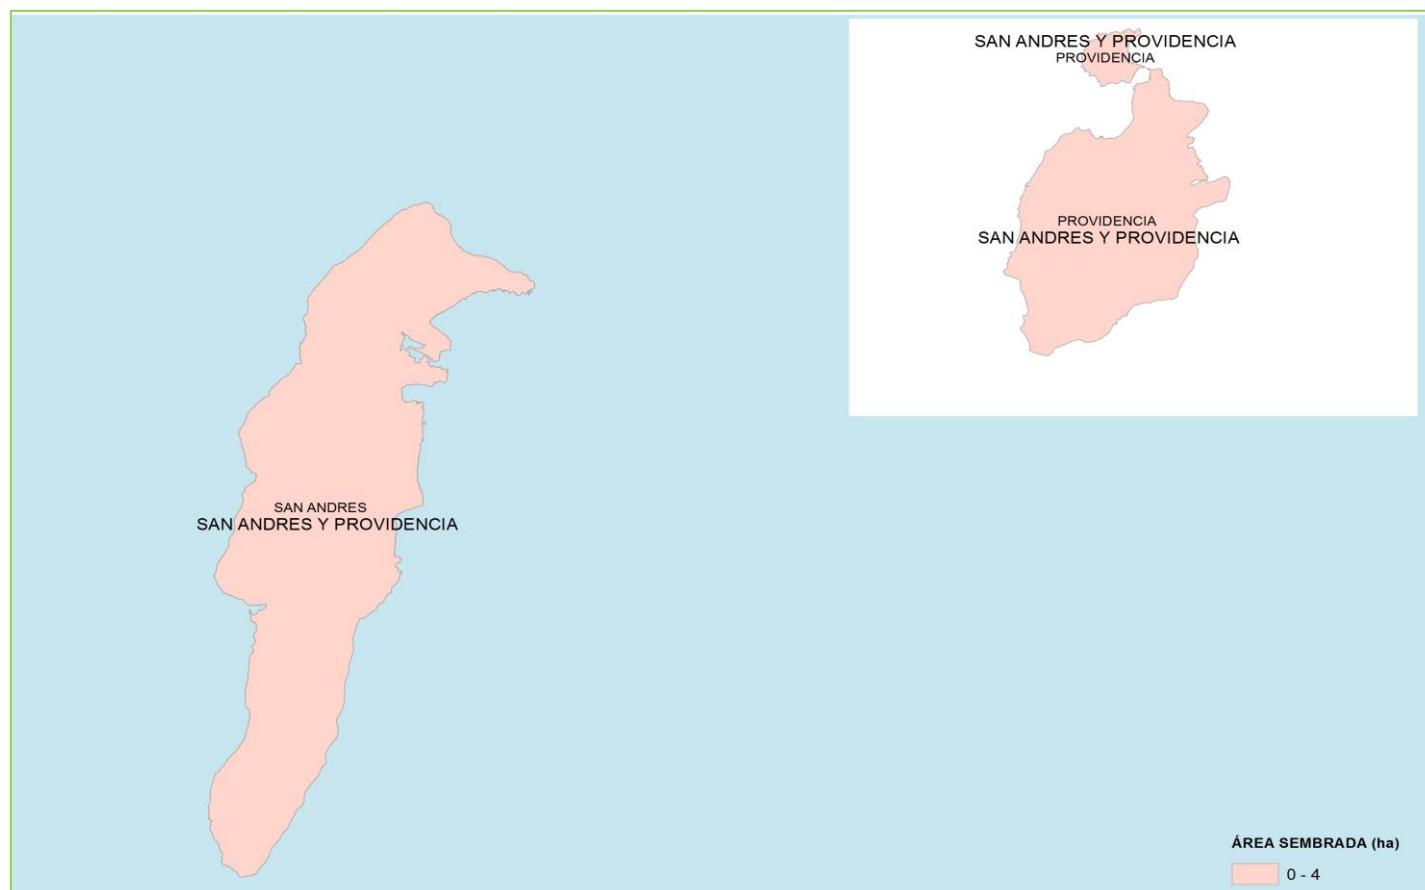 SAN ANDRES Y PROVIDENCIA
PROVIDENCIA
PROVIDENCIA
SAN ANDRES Y PROVIDENCIA
SAN ANDRES
SAN ANDRES Y PROVIDENCIA
ÁREA SEMBRADA (ha)
0 - 4